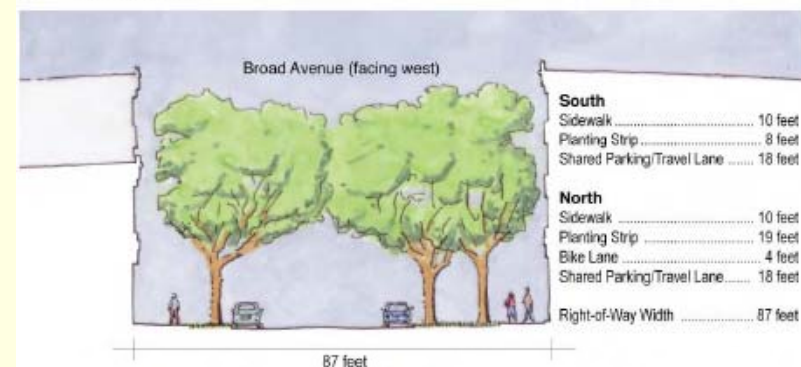 Broad Avenue (facing west)
South
Sidewalk ................................ 10 feet
Planting Strip .......................... 8 feet
Shared Parking/Travel Lane ....... 18 feet
North
Sidewalk ................................ 10 feet
Planting Strip .......................... 19 feet
Bike Lane ............................... 4 feet
Shared Parking/Travel Lane ...... 18 feet
Right-of-Way Width .................. 87 feet
87 feet